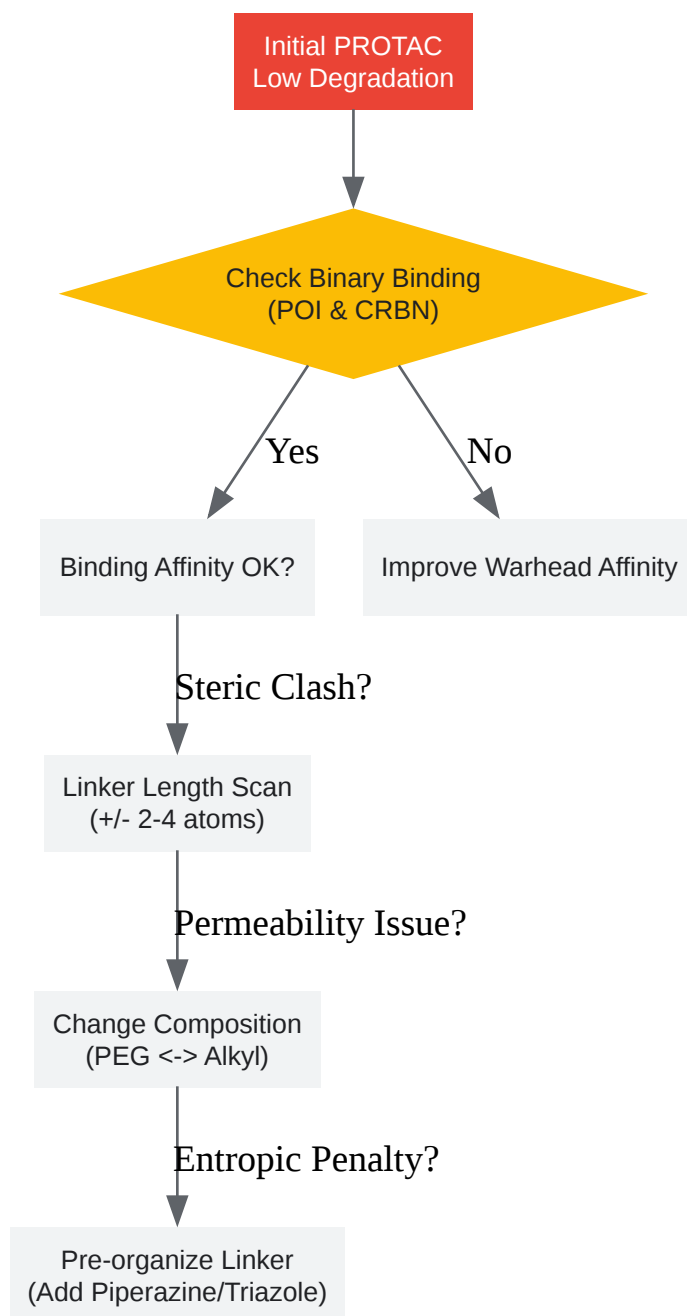 Initial PROTAC
Low Degradation
Check Binary Binding
(POI & CRBN)
Yes
No
Binding Affinity OK?
Improve Warhead Affinity
Steric Clash?
Linker Length Scan
(+/- 2-4 atoms)
Permeability Issue?
Change Composition
(PEG <-> Alkyl)
Entropic Penalty?
Pre-organize Linker
(Add Piperazine/Triazole)